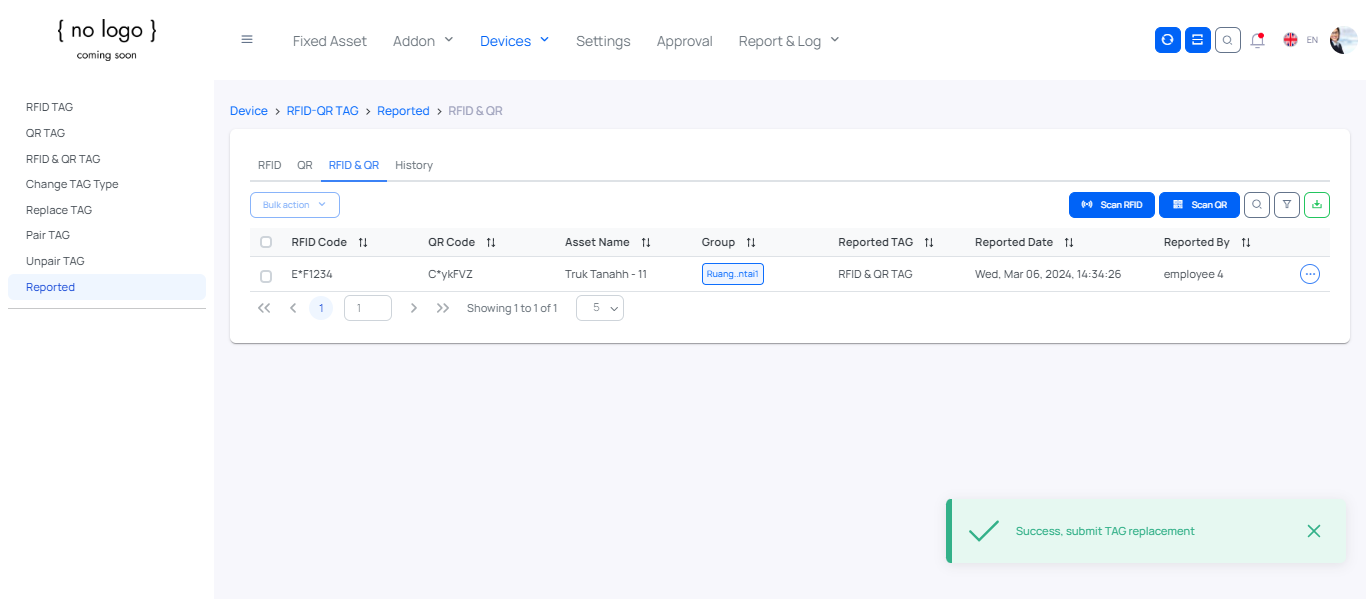 { no logo }
coming soon
Fixed Asset Addon Devices Settings Approval Report & Log EN
RFID TAG
QR TAG
RFID & QR TAG
Change TAG Type
Replace TAG
Pair TAG
Unpair TAG
Reported
Device > RFID-QR TAG > Reported > RFID & QR
RFID QR RFID & QR History
Bulk action Scan RFID Scan QR
RFID Code QR Code Asset Name Group Reported TAG Reported Date Reported By
E*F1234 C*ykFVZ Truk Tanahh - 11 Ruang..ntai1 RFID & QR TAG Wed, Mar 06, 2024, 14:34:26 employee 4
1 1 Showing 1 to 1 of 1 5
Success, submit TAG replacement